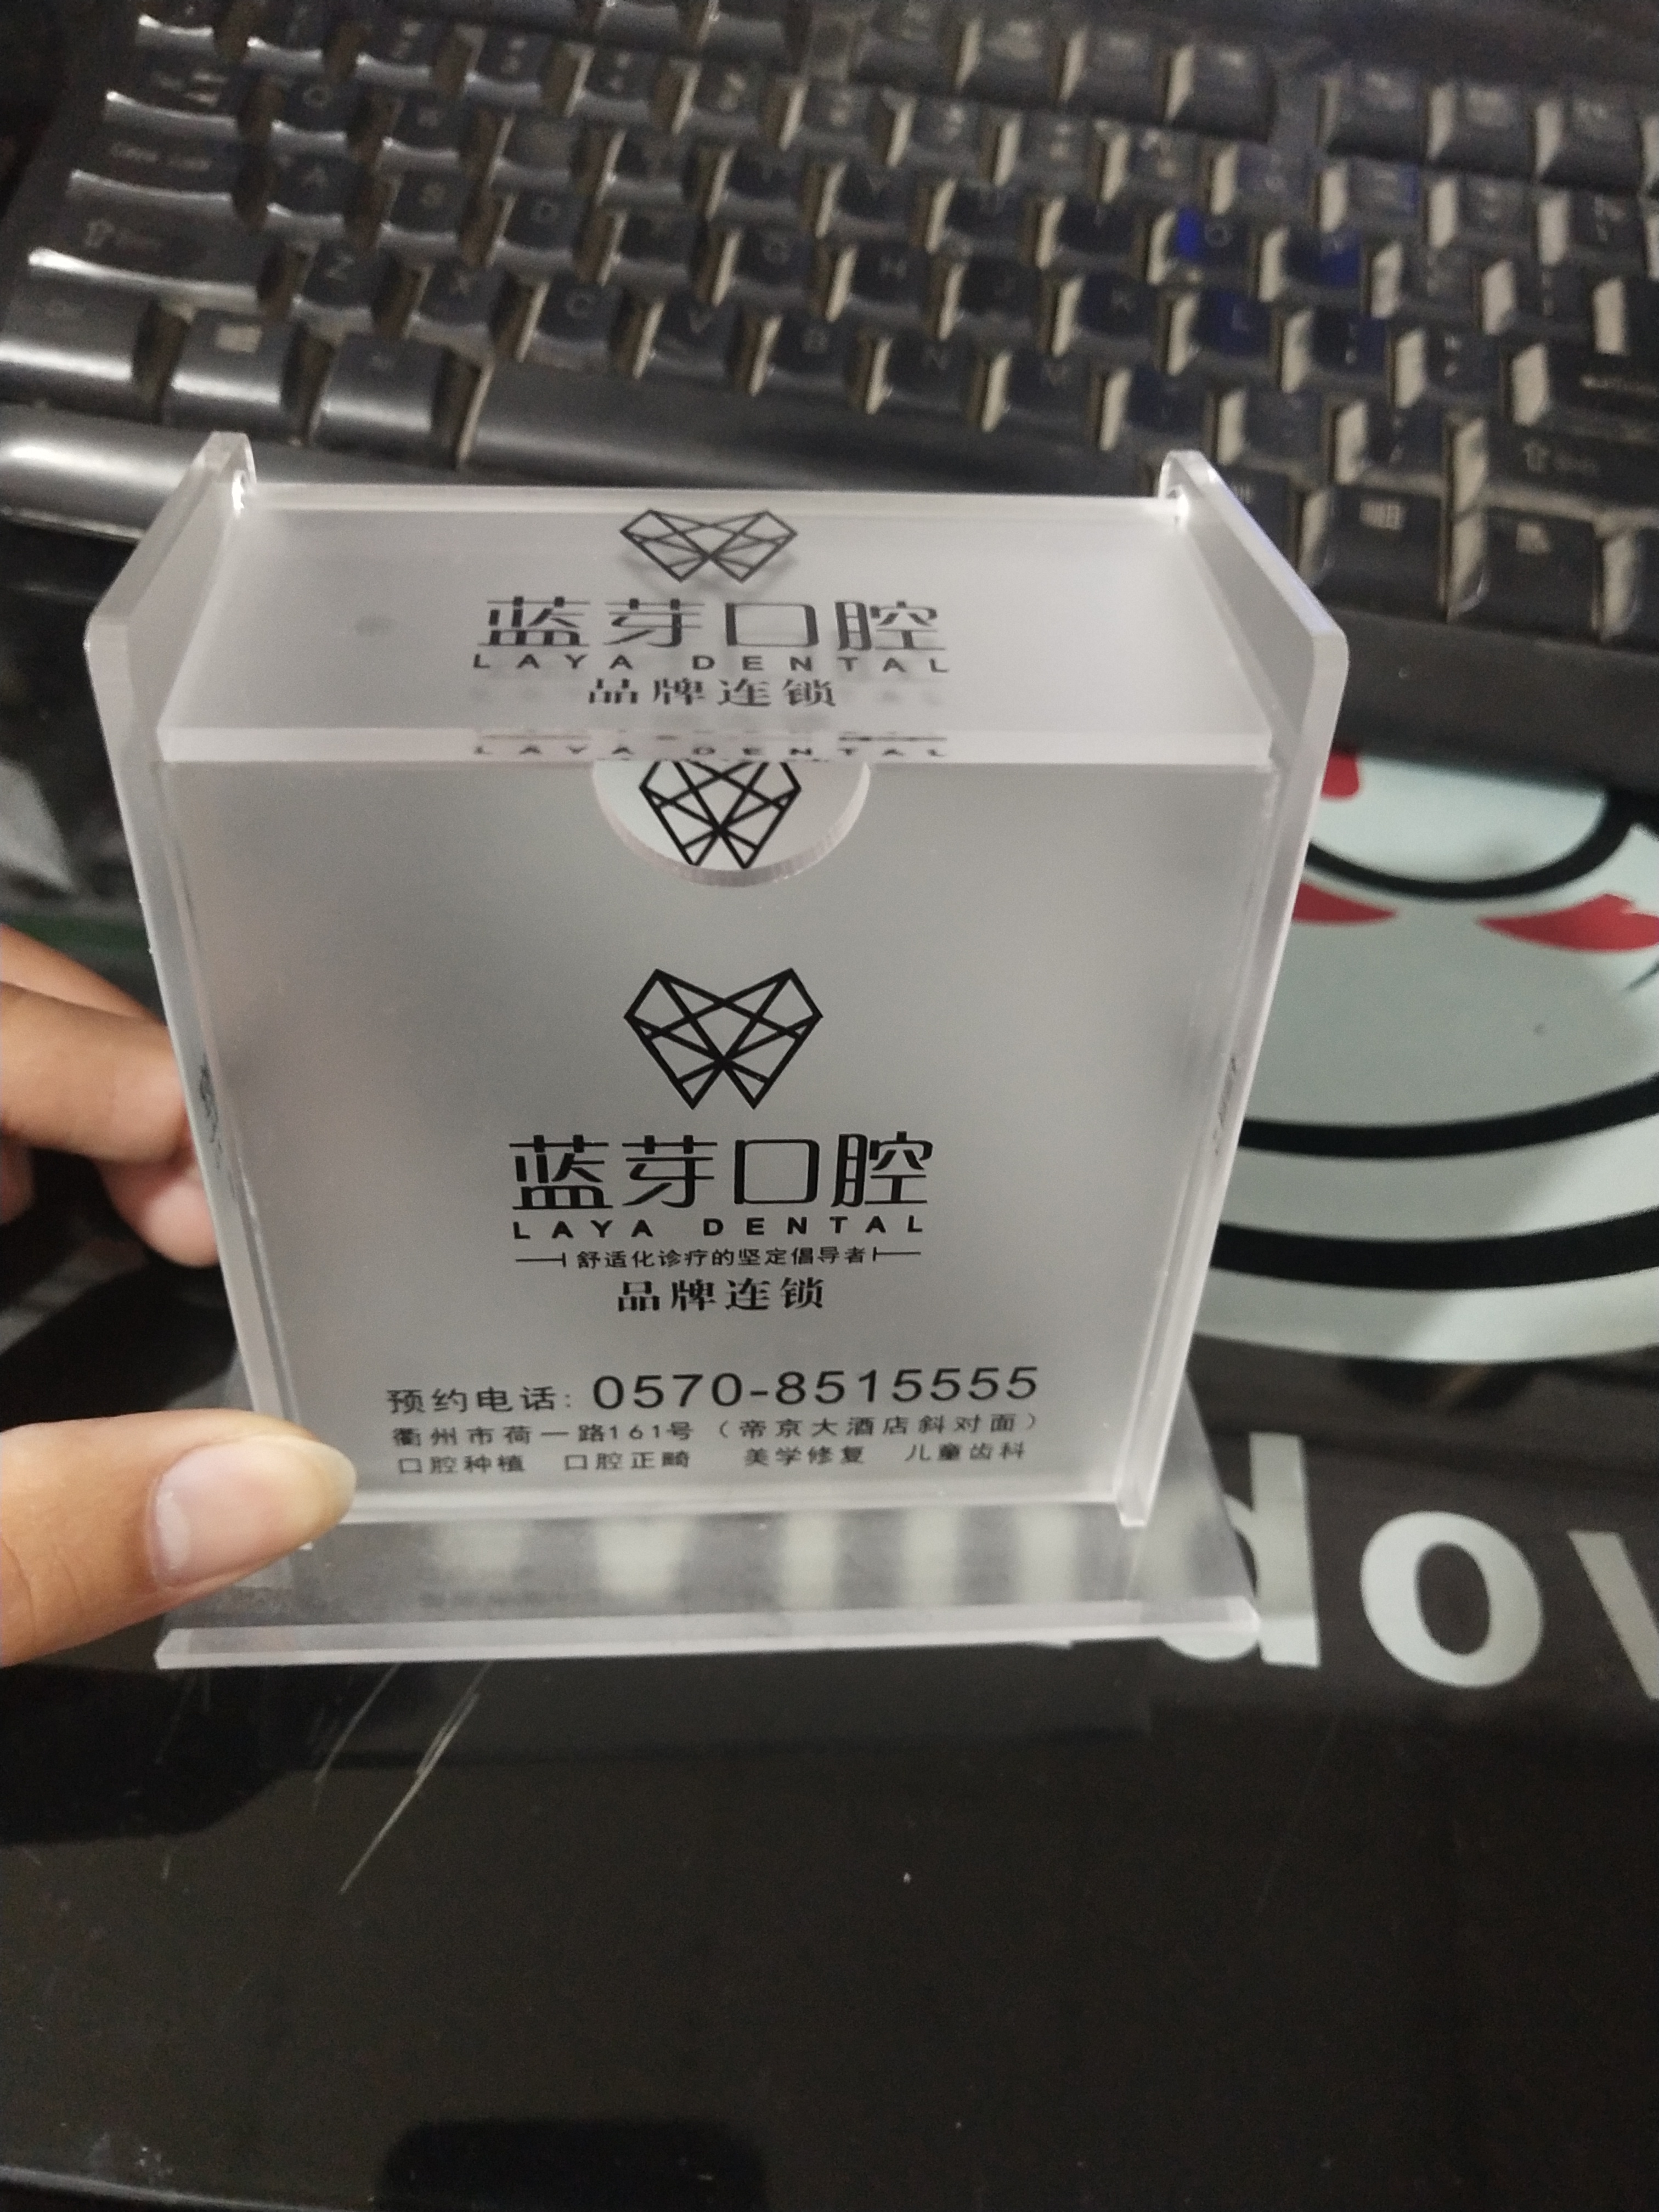 蓝芽口腔
LAYA DENTAL
品牌连锁
LAYA DENTAL
蓝芽口腔
LAYA DENTAL
舒适化诊疗的坚定倡导者
品牌连锁
预约电话: 0570-8515555
衢州市荷一路161号（帝京大酒店斜对面）
口腔种植 口腔正畸 美学修复 儿童齿科
do